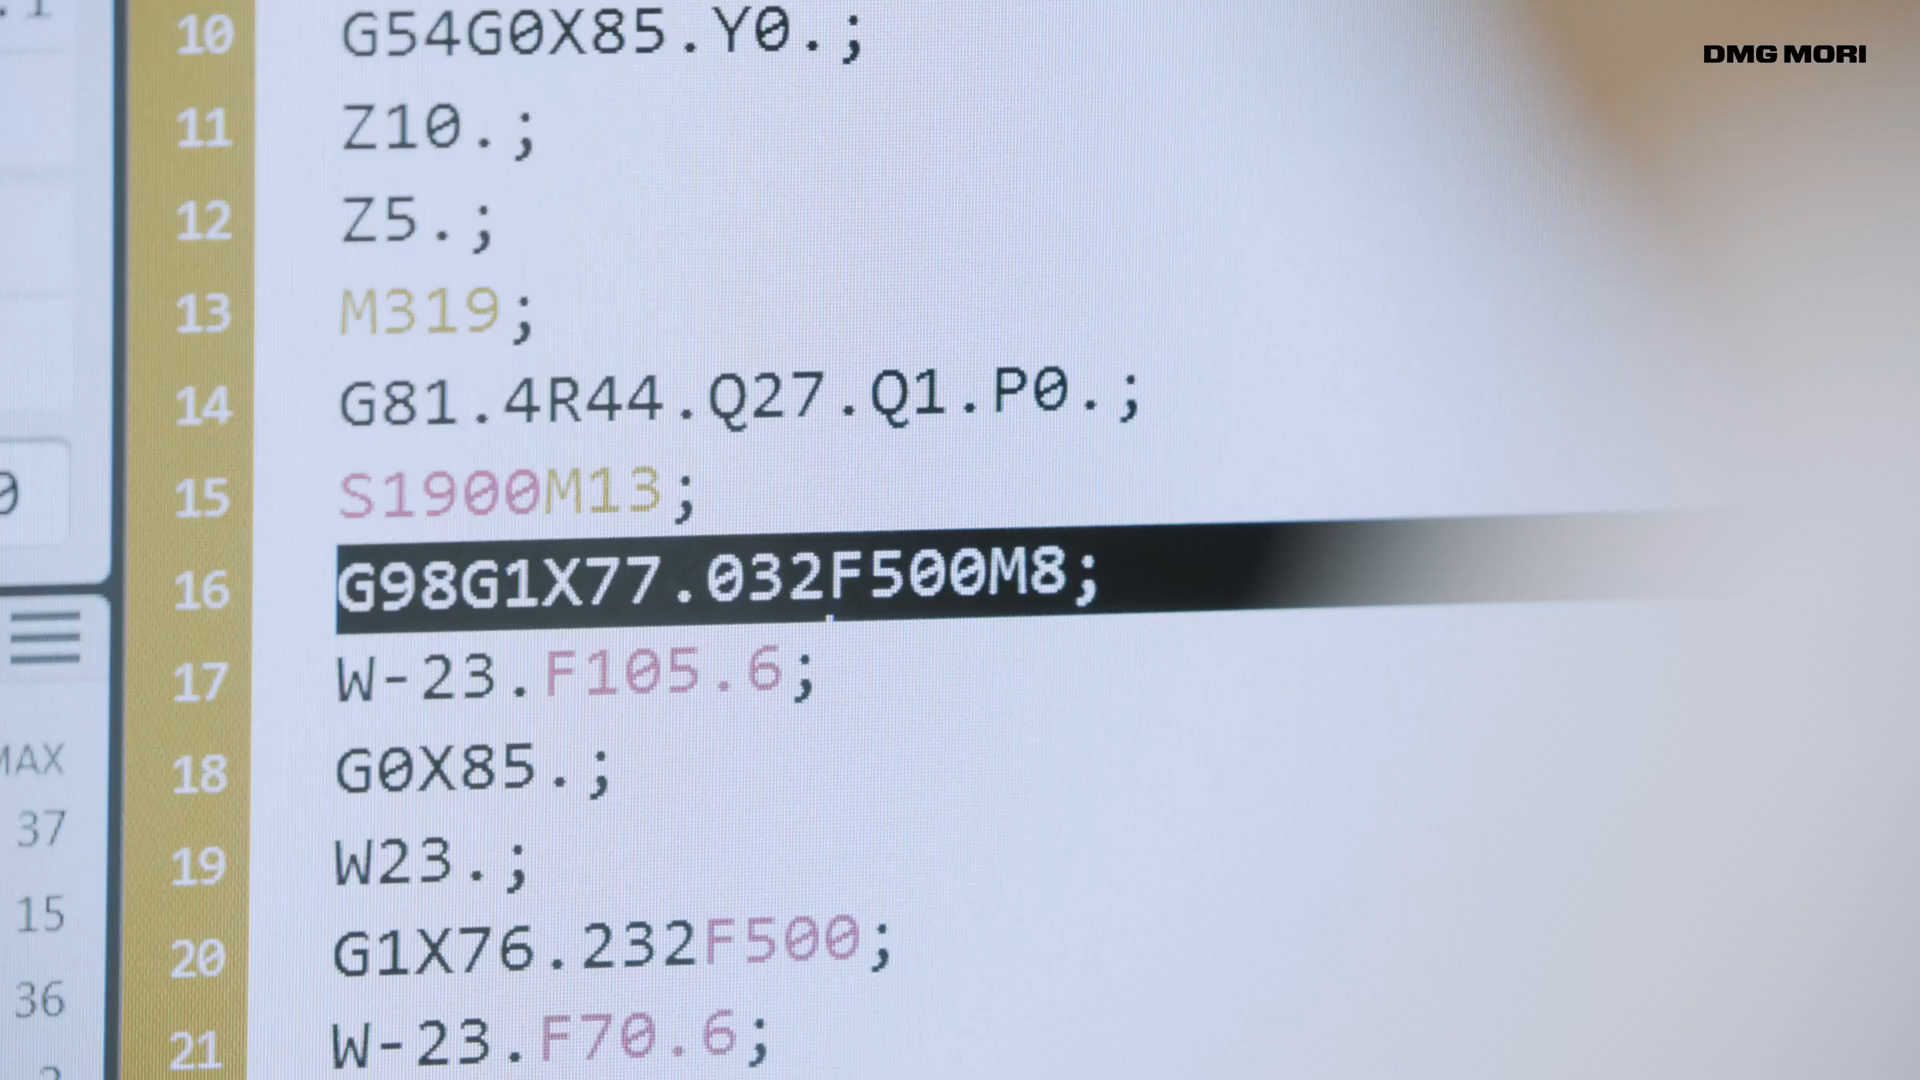 DMG MORI
10 G54G0X85.Y0.;
11 Z10.;
12 Z5.;
13 M319;
14 G81.4R44.Q27.Q1.P0.;
15 S1900M13;
16 G98G1X77.032F500M8;
17 W-23.F105.6;
18 G0X85.;
19 W23.;
20 G1X76.232F500;
21 W-23.F70.6;
0
37
15
36